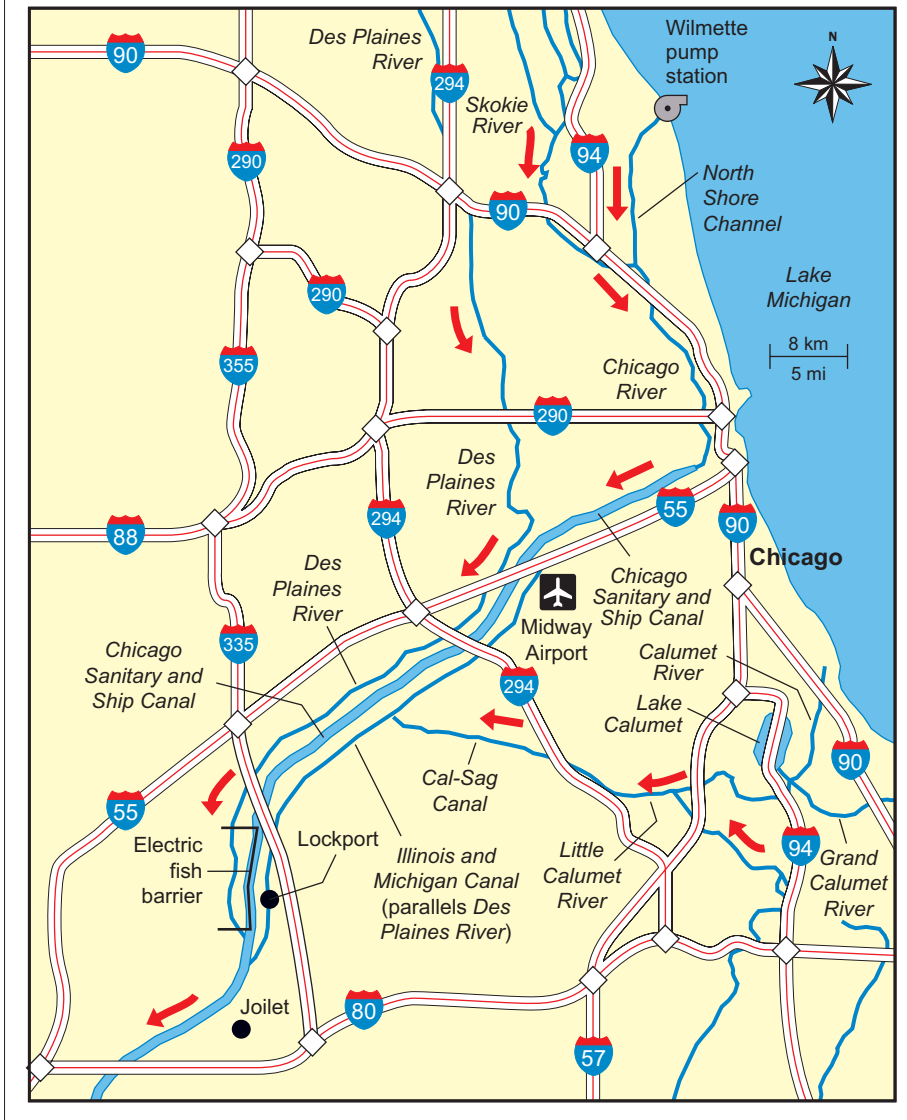 Wilmette
pump
station
N
Des Plaines
River
90
294
Skokie
River
290
94
North
Shore
Channel
90
Lake
Michigan
290
8 km
5 mi
355
Chicago
River
290
Des
Plaines
River
55
294
90
88
Chicago
Des
Plaines
River
Chicago
Sanitary and
Ship Canal
Midway
Airport
335
Chicago
Sanitary and
Ship Canal
Calumet
River
294
Lake
Calumet
90
Cal-Sag
Canal
55
Electric
fish
barrier
Lockport
Illinois and
Michigan Canal
(parallels Des
Plaines River)
Little
Calumet
River
94
Grand
Calumet
River
Joilet
80
57